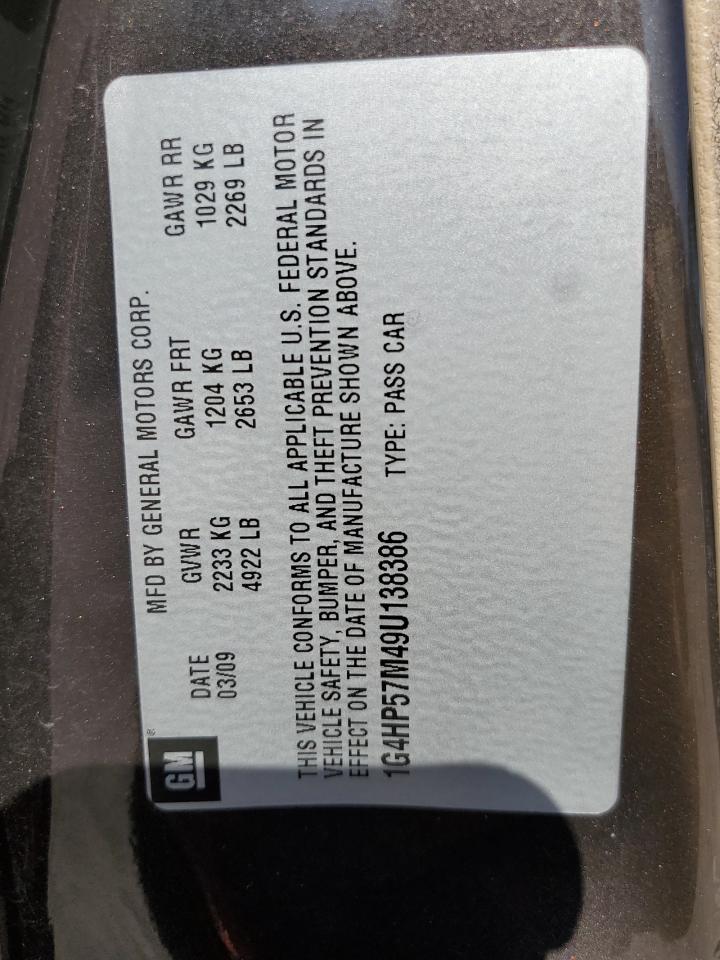 GM®
MFD BY GENERAL MOTORS CORP.
DATE GVWR GAWR FRT GAWR RR
03/09 2233 KG 1204 KG 1029 KG
4922 LB 2653 LB 2269 LB
THIS VEHICLE CONFORMS TO ALL APPLICABLE U.S. FEDERAL MOTOR
VEHICLE SAFETY, BUMPER, AND THEFT PREVENTION STANDARDS IN
EFFECT ON THE DATE OF MANUFACTURE SHOWN ABOVE.
1G4HP57M49U138386 TYPE: PASS CAR